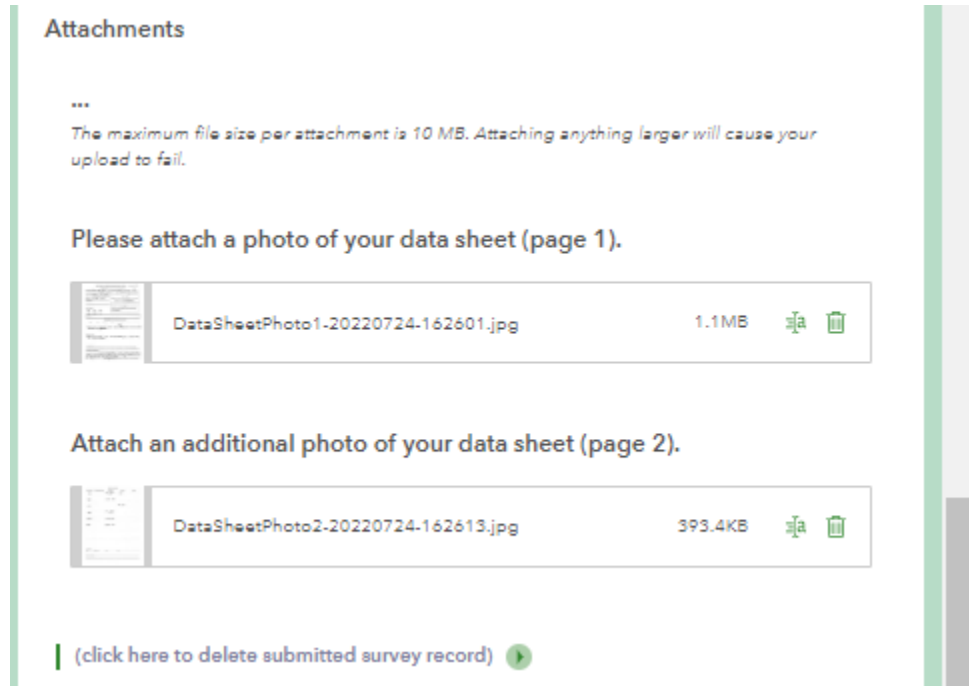 Attachments
...
The maximum file size per attachment is 10 MB. Attaching anything larger will cause your
upload to fail.
Please attach a photo of your data sheet (page 1).
DataSheetPhoto1-20220724-162601.jpg 1.1MB
Attach an additional photo of your data sheet (page 2).
DataSheetPhoto2-20220724-162613.jpg 393.4KB
(click here to delete submitted survey record)